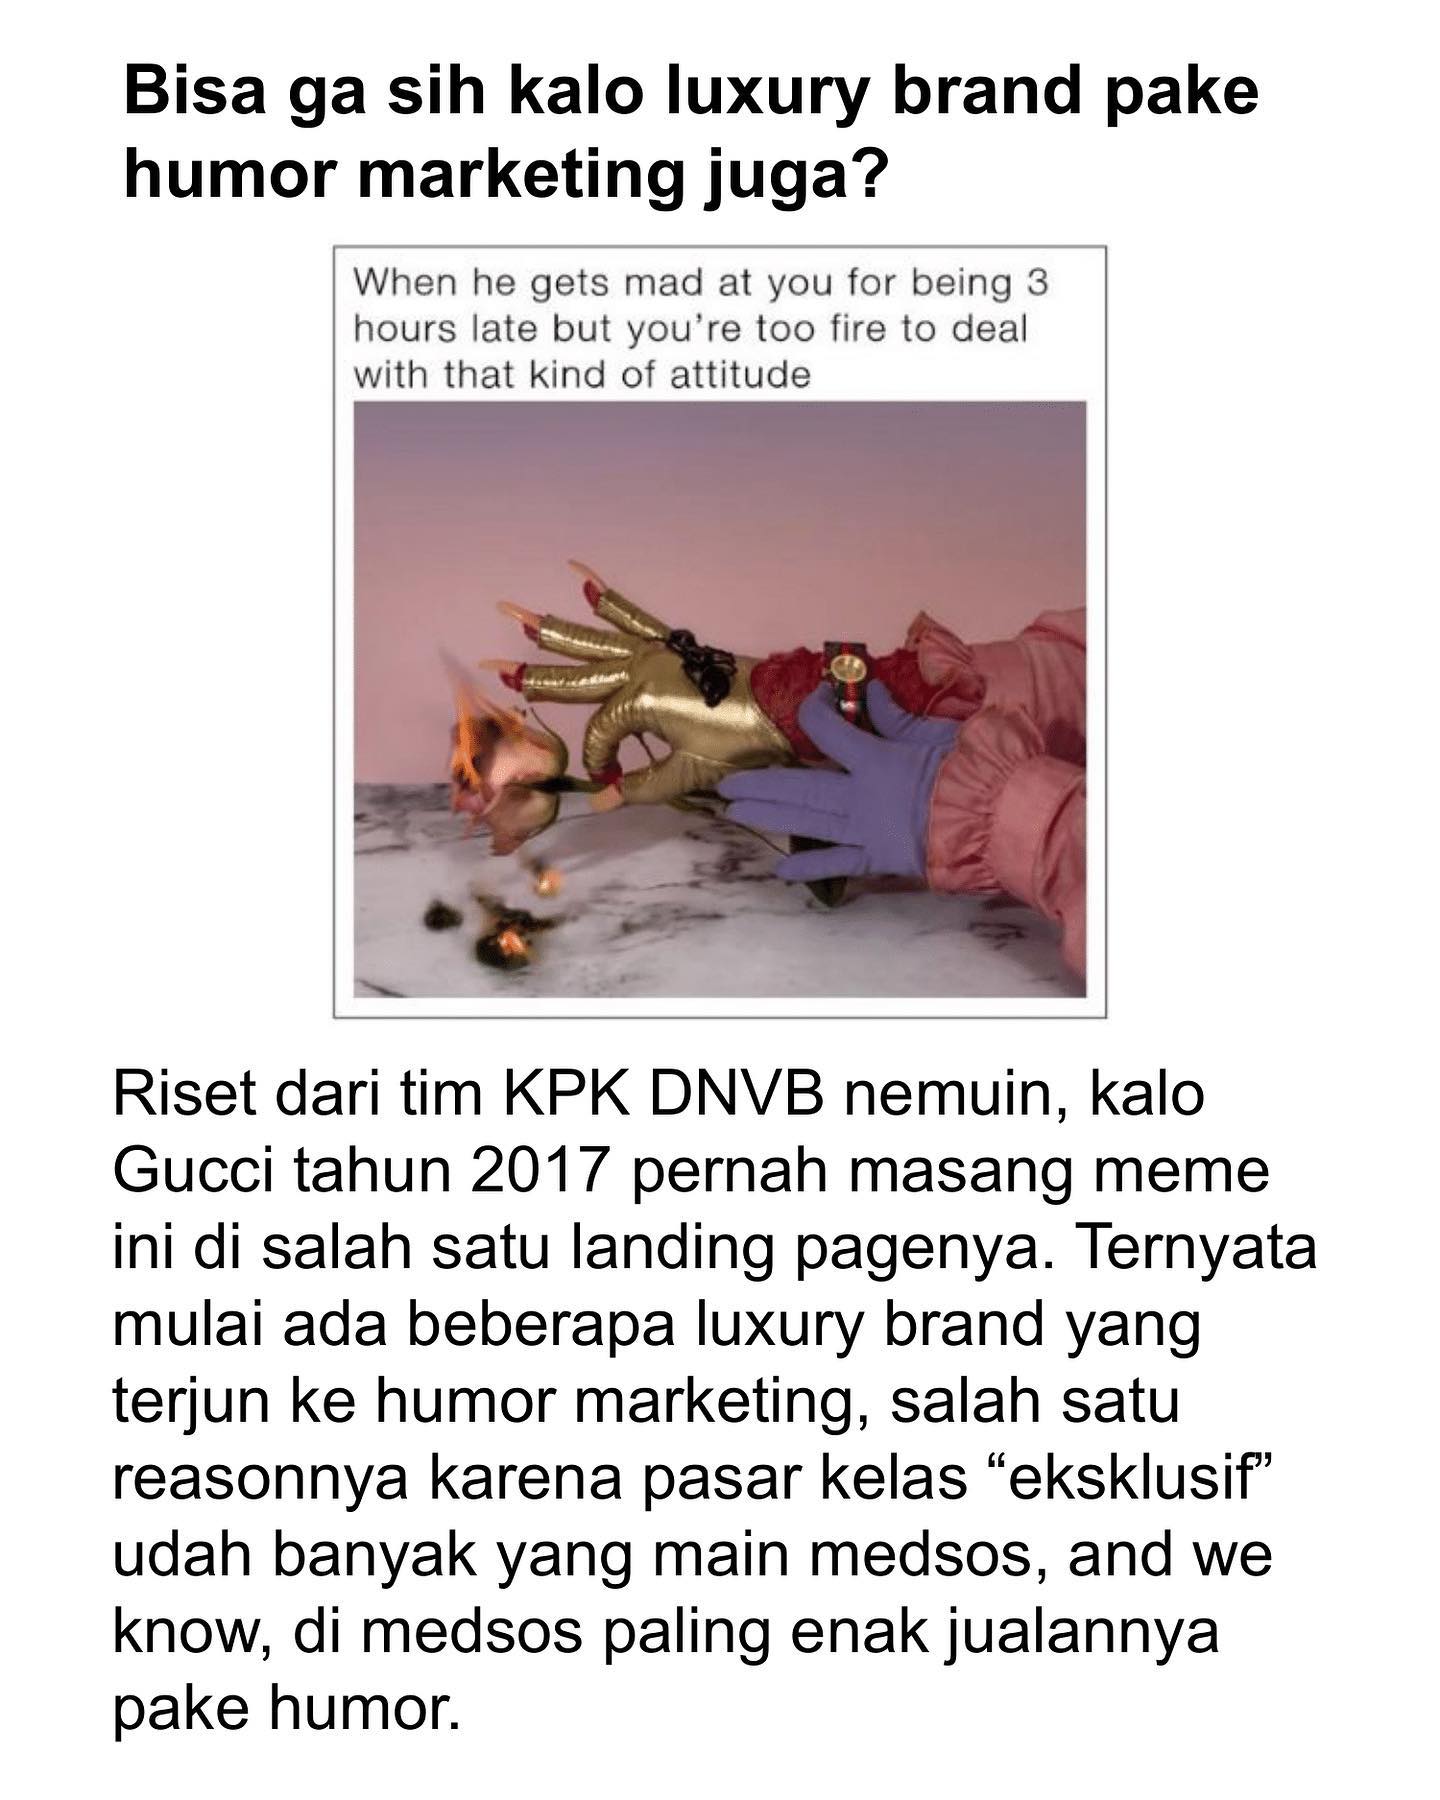 Bisa ga sih kalo luxury brand pake
humor marketing juga?
When he gets mad at you for being 3
hours late but you're too fire to deal
with that kind of attitude
Riset dari tim KPK DNVB nemuin, kalo
Gucci tahun 2017 pernah masang meme
ini di salah satu landing pagenya. Ternyata
mulai ada beberapa luxury brand yang
terjun ke humor marketing, salah satu
reasonnya karena pasar kelas “eksklusif”
udah banyak yang main medsos, and we
know, di medsos paling enak jualannya
pake humor.